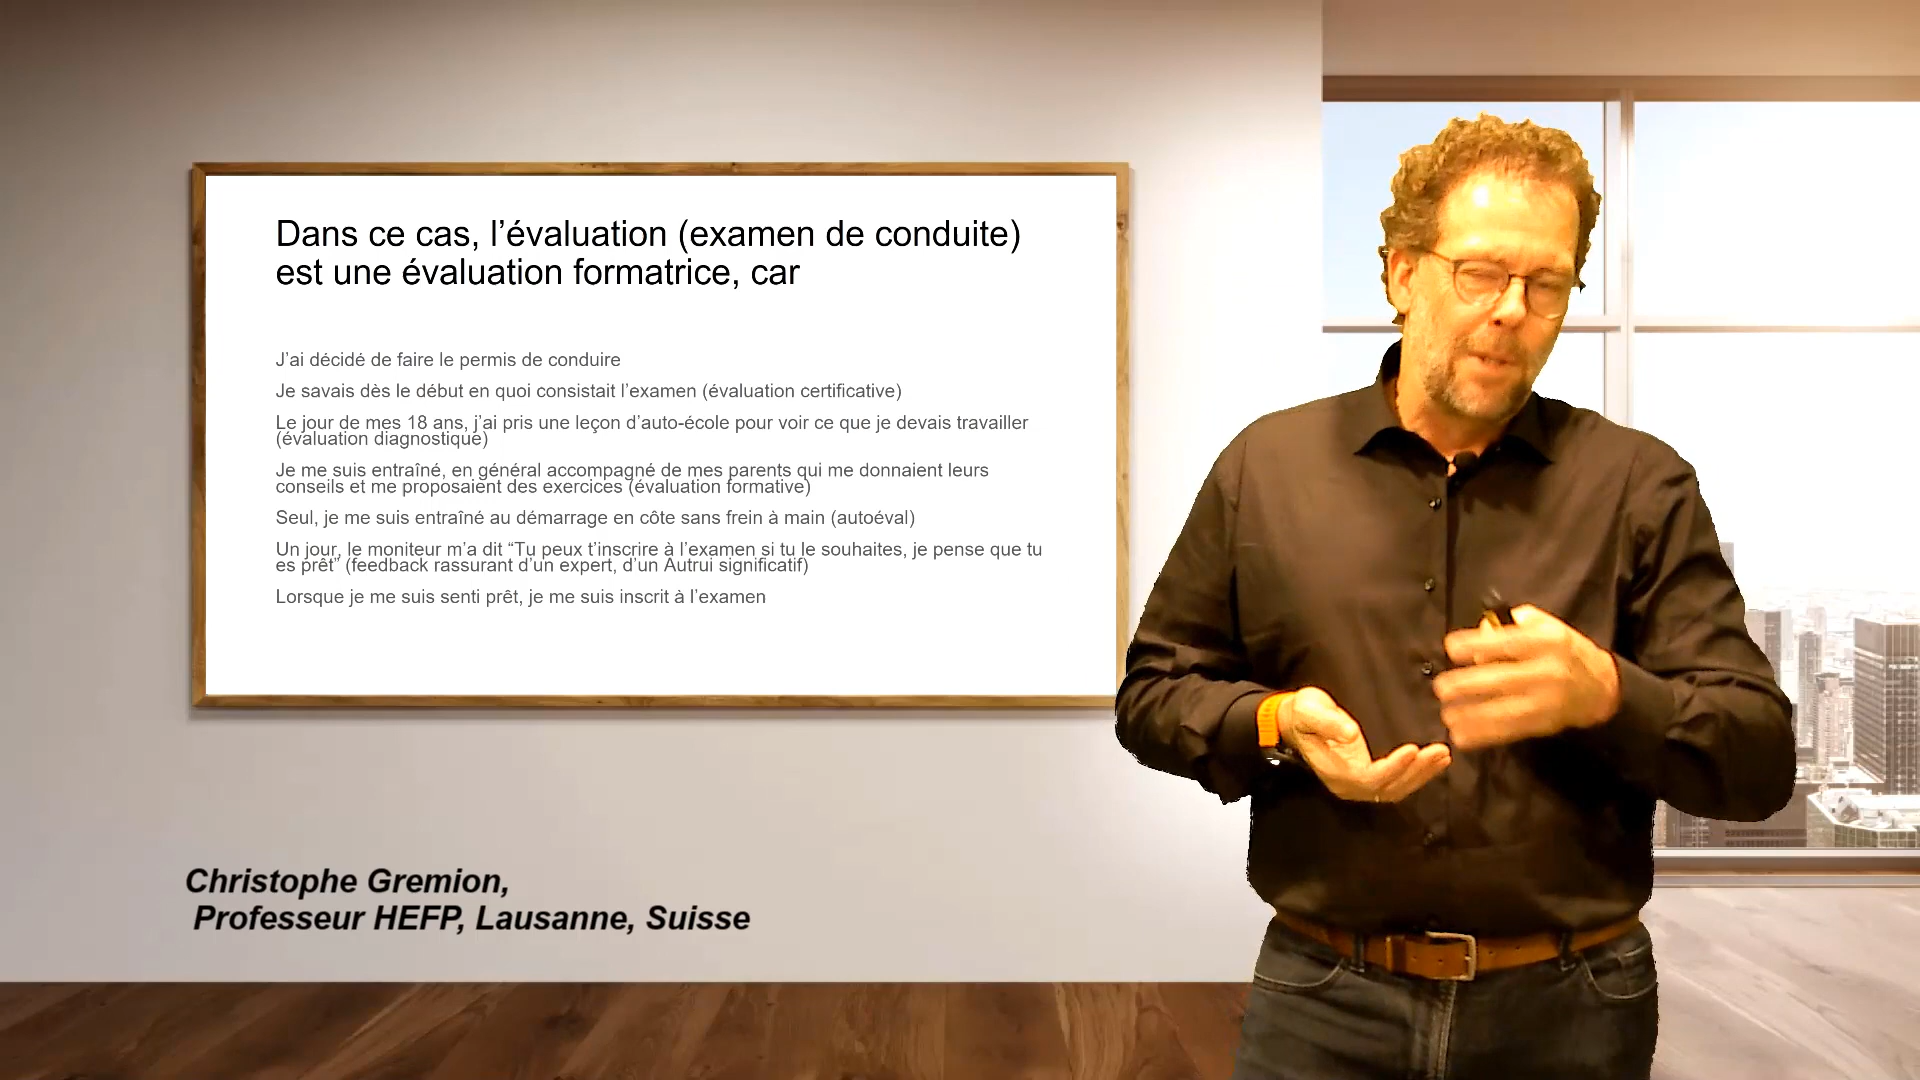 Dans ce cas, l’évaluation (examen de conduite)
est une évaluation formatrice, car
J’ai décidé de faire le permis de conduire
Je savais dès le début en quoi consistait l’examen (évaluation certificative)
Le jour de mes 18 ans, j’ai pris une leçon d’auto-école pour voir ce que je devais travailler
(évaluation diagnostique)
Je me suis entraîné, en général accompagné de mes parents qui me donnaient leurs
conseils et me proposaient des exercices (évaluation formative)
Seul, je me suis entraîné au démarrage en côte sans frein à main (autoéval)
Un jour, le moniteur m’a dit “Tu peux t’inscrire à l’examen si tu le souhaites, je pense que tu
es prêt” (feedback rassurant d’un expert, d’un Autrui significatif)
Lorsque je me suis senti prêt, je me suis inscrit à l’examen
Christophe Gremion,
Professeur HEFP, Lausanne, Suisse